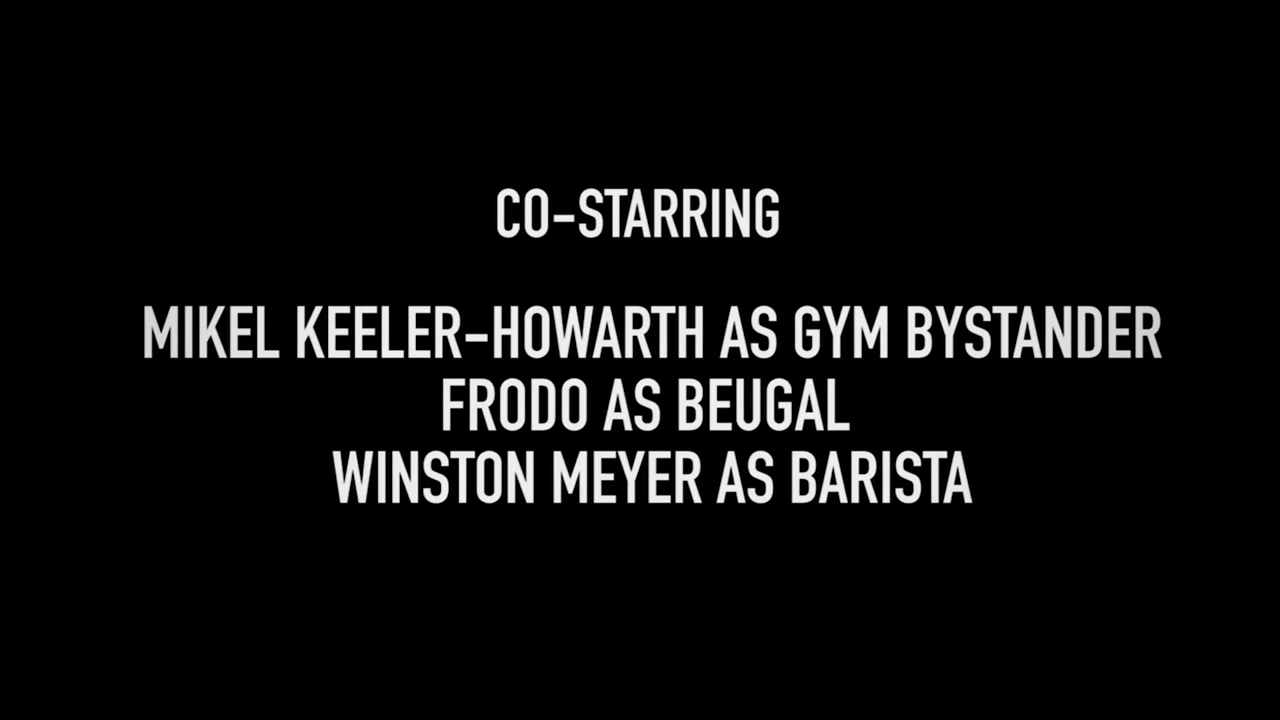 CO-STARRING
MIKEL KEELER-HOWARTH AS GYM BYSTANDER
FRODO AS BEUGAL
WINSTON MEYER AS BARISTA